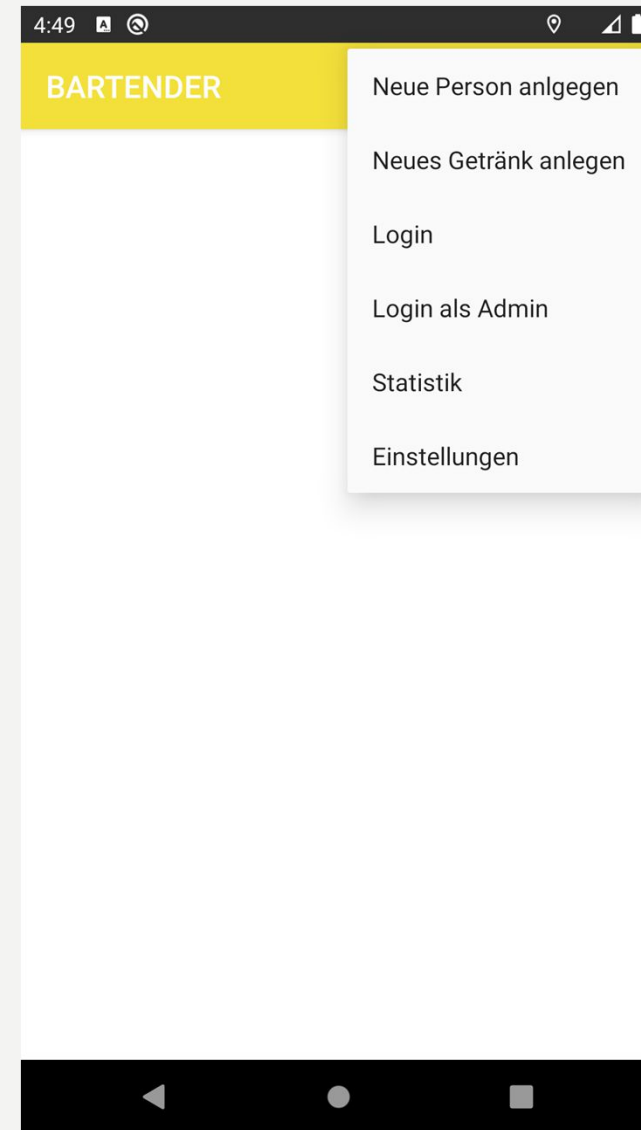 4:49 A
BARTENDER
Neue Person anlgegen
Neues Getränk anlegen
Login
Login als Admin
Statistik
Einstellungen